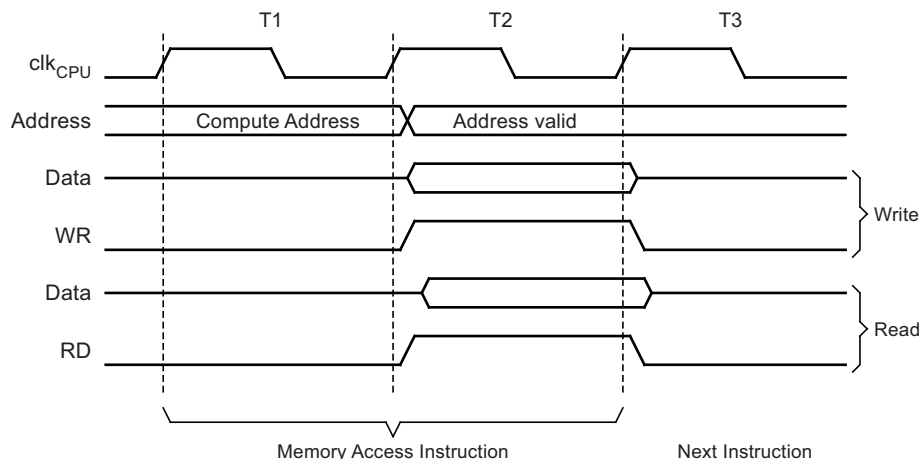 T1 T2 T3
clkCPU
Address Compute Address Address valid
Data
Write
WR
Data
Read
RD
Memory Access Instruction Next Instruction